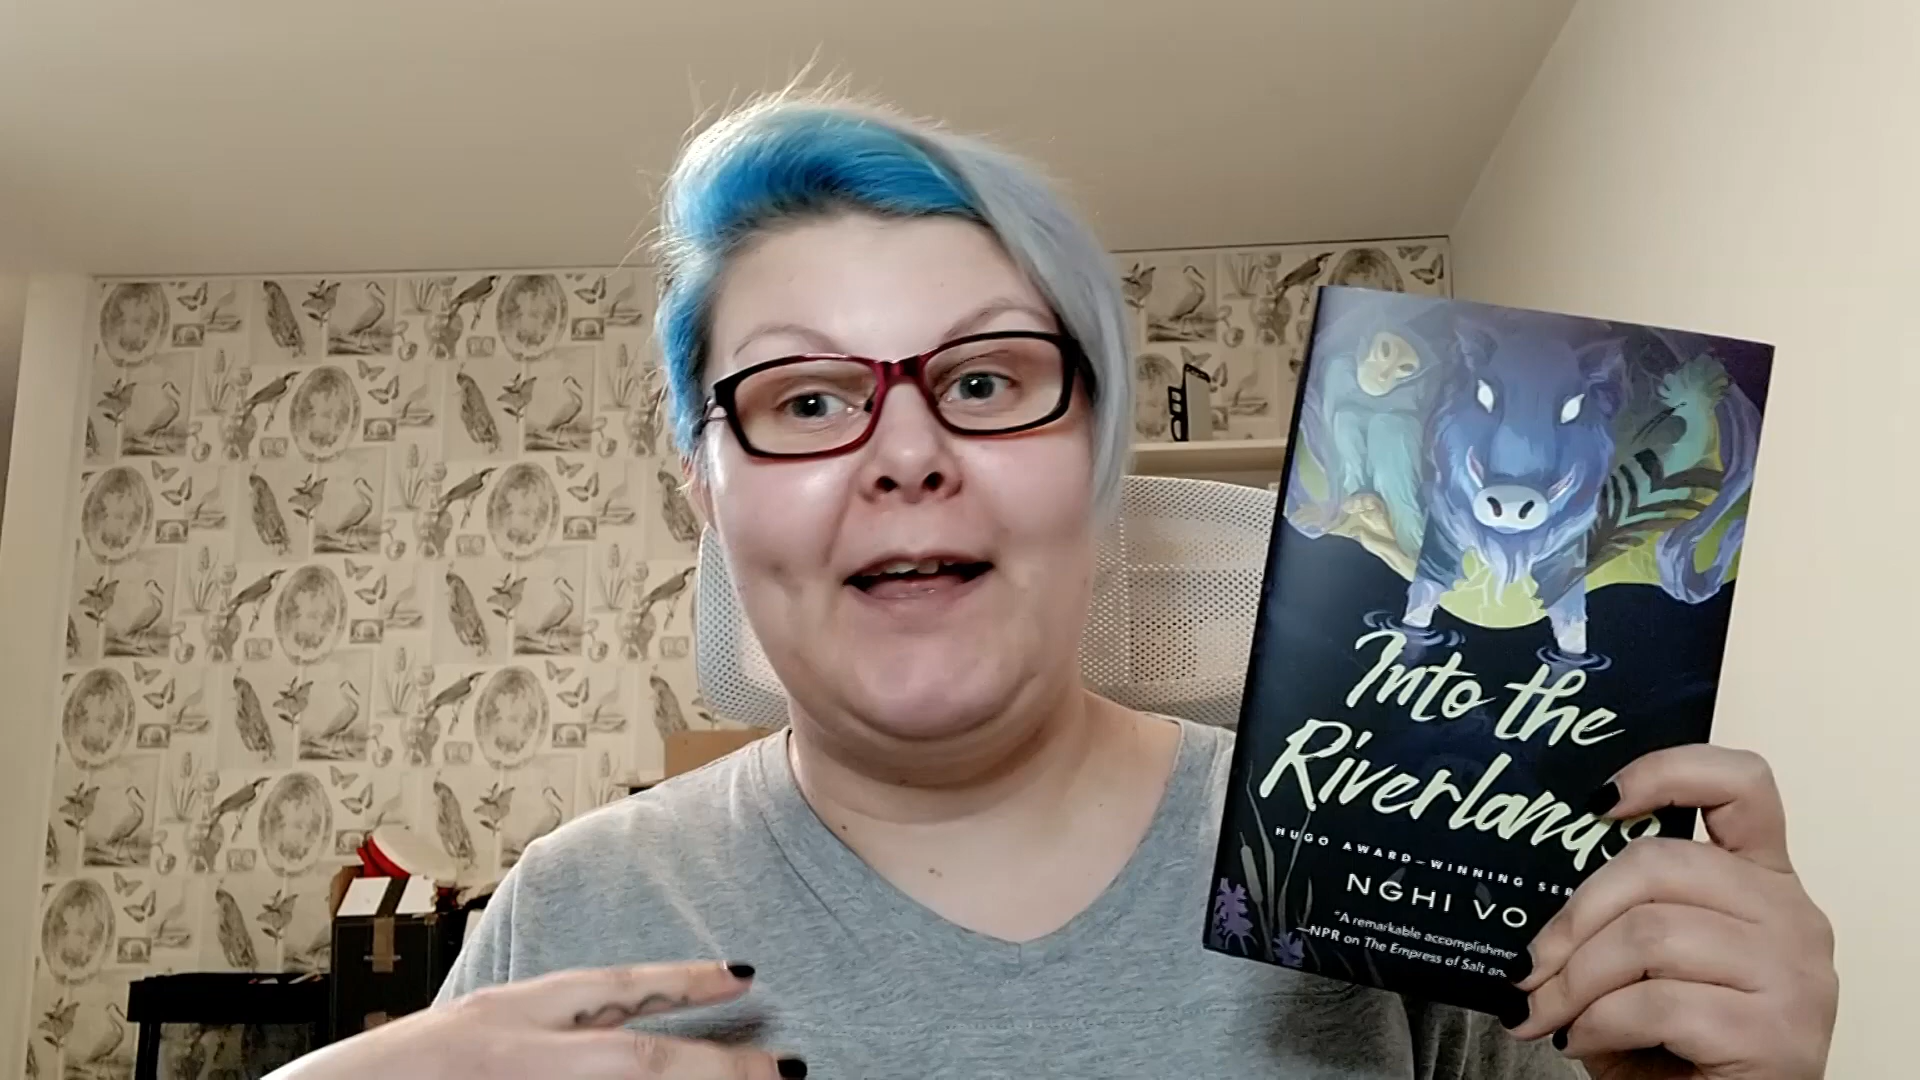 Into the
Riverlands
HUGO AWARD–WINNING SER
NGHI VO
"A remarkable accomplishme
—NPR on The Empress of Salt an